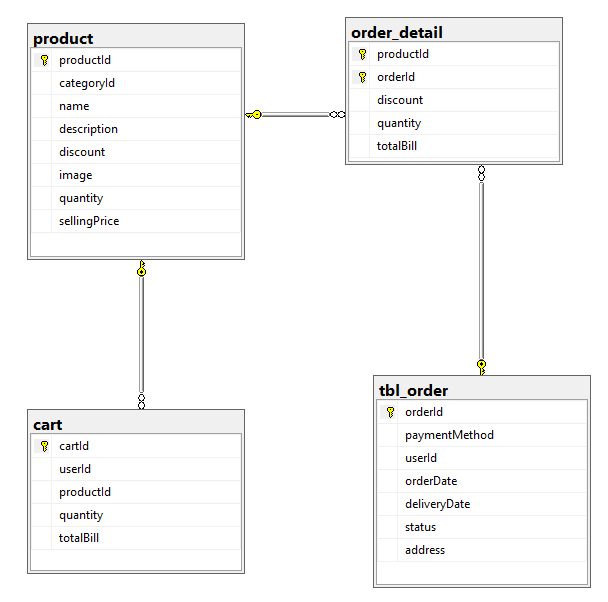 product
productId
categoryId
name
description
discount
image
quantity
sellingPrice
order_detail
productId
orderId
discount
quantity
totalBill
cart
cartId
userId
productId
quantity
totalBill
tbl_order
orderId
paymentMethod
userId
orderDate
deliveryDate
status
address